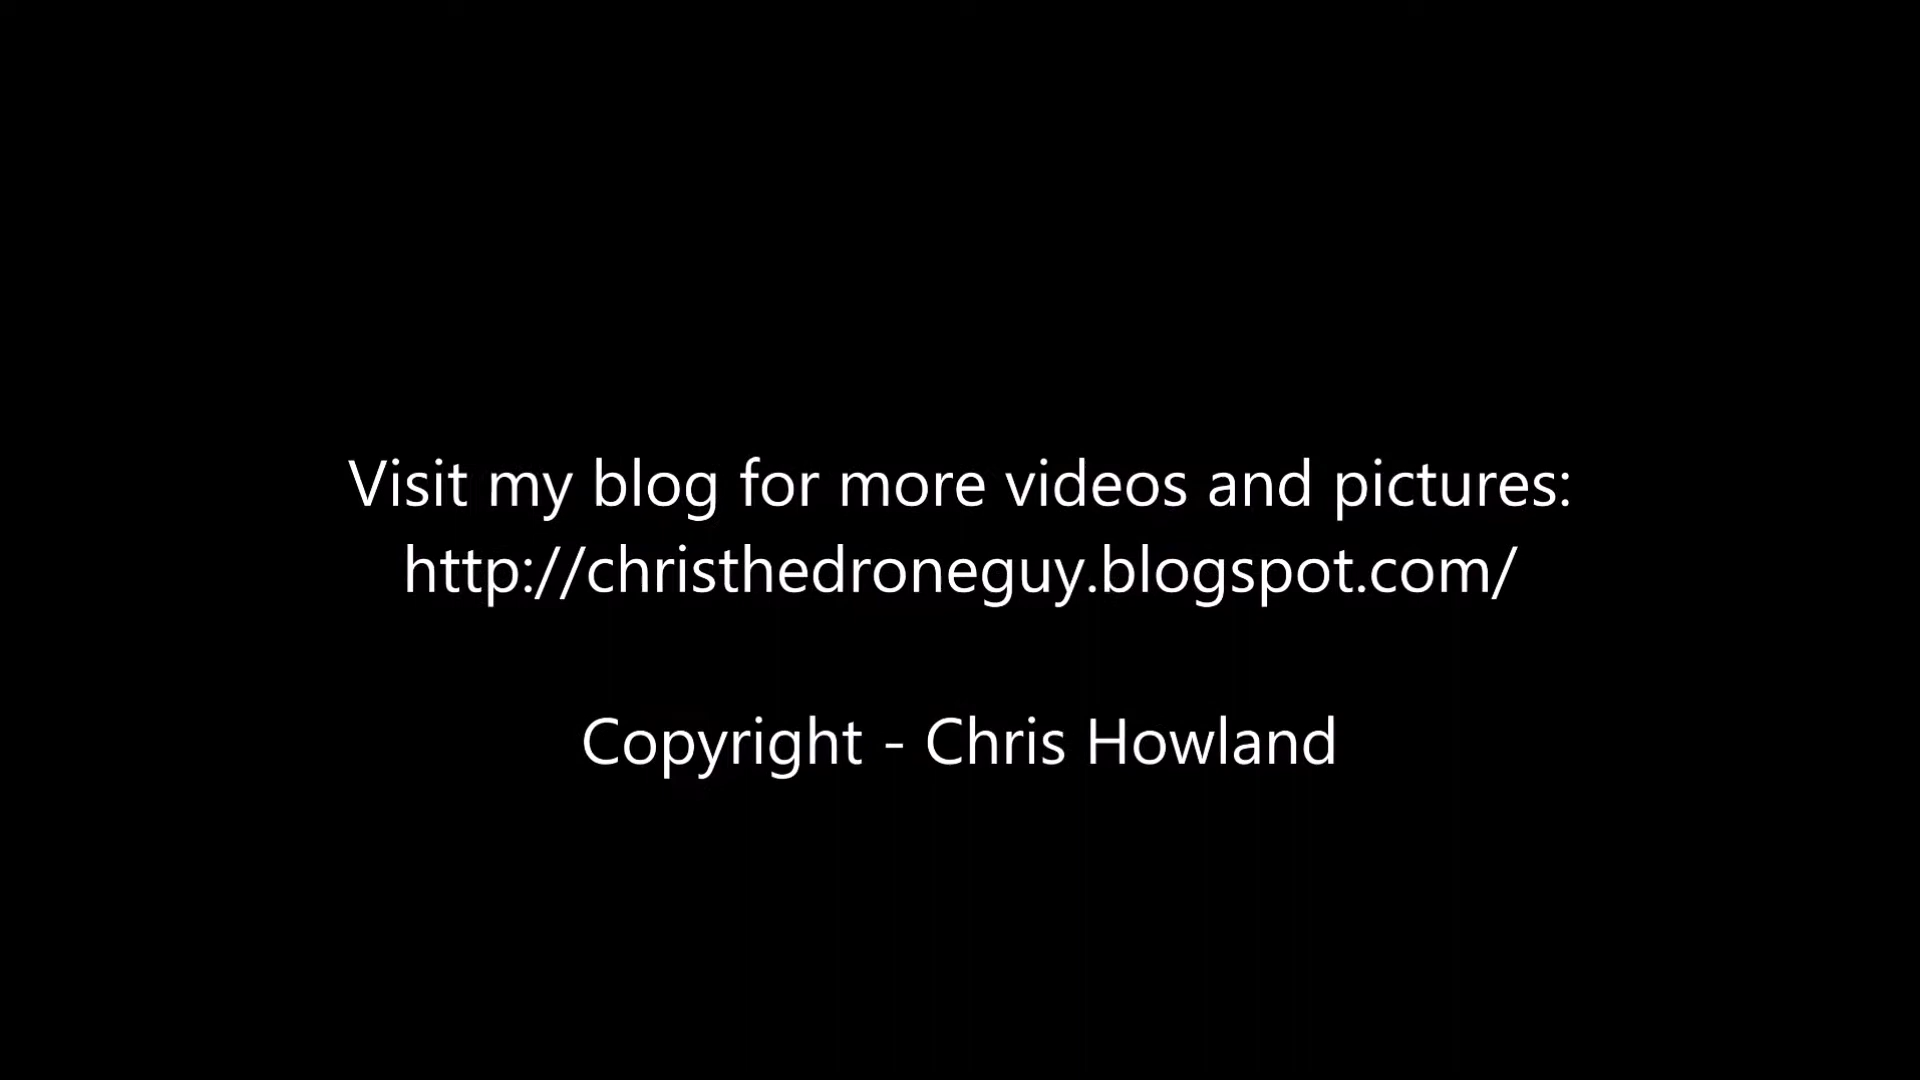 Visit my blog for more videos and pictures:
http://christhedroneguy.blogspot.com/
Copyright - Chris Howland